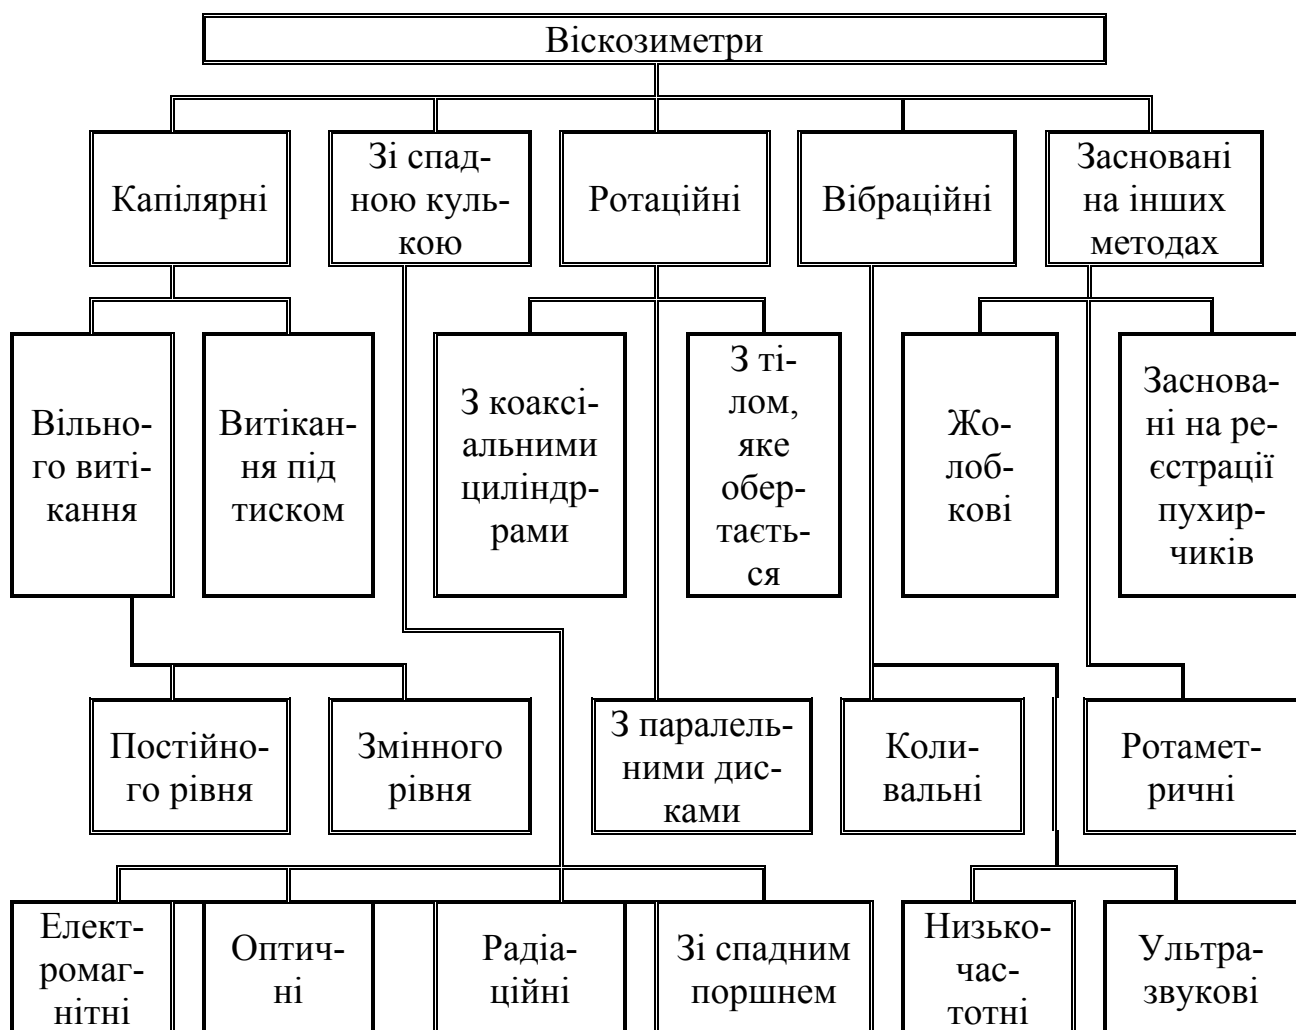 Віскозиметри
Капілярні
Зі спад-
ною куль-
кою
Ротаційні
Вібраційні
Засновані
на інших
методах
Вільно-
го виті-
кання
Витікан-
ня під
тиском
З коаксі-
альними
циліндр-
рами
З ті-
лом,
яке
обер-
таєть-
ся
Жо-
лоб-
кові
Заснова-
ні на ре-
єстрації
пухир-
чиків
Постійно-
го рівня
Змінного
рівня
З паралель-
ними дис-
ками
Коли-
вальні
Ротамет-
ричні
Елект-
ромаг-
нітні
Оптич-
ні
Радіа-
ційні
Зі спадним
поршнем
Низько-
час-
тотні
Ультра-
звукові